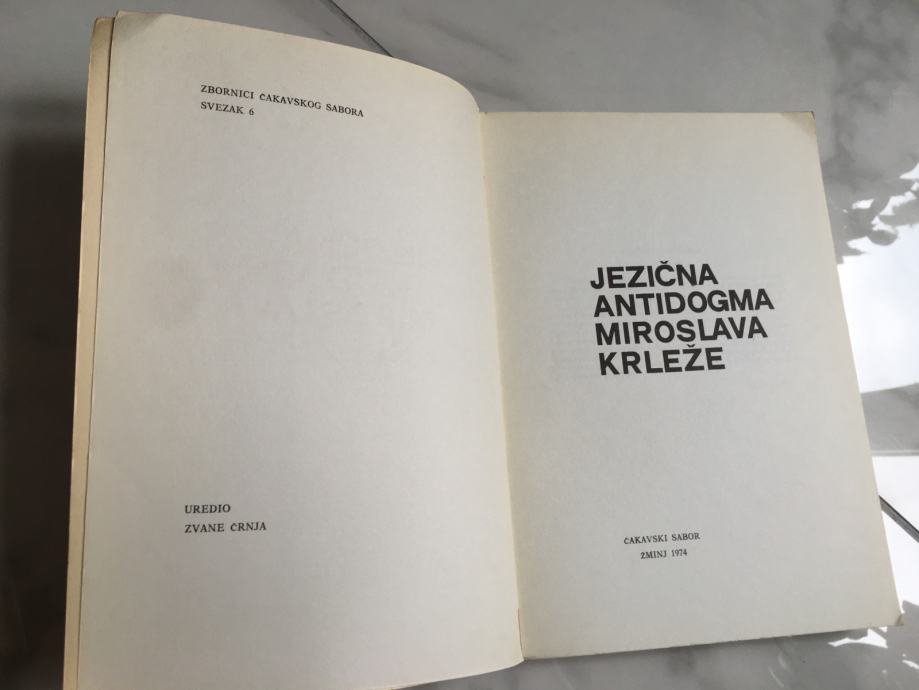 ZBORNICI ČAKAVSKOG SABORA
SVEZAK 6
UREDIO
ZVANE ČRNJA
JEZIČNA
ANTIDOGMA
MIROSLAVA
KRLEŽE
ČAKAVSKI SABOR
ŽMINJ 1974